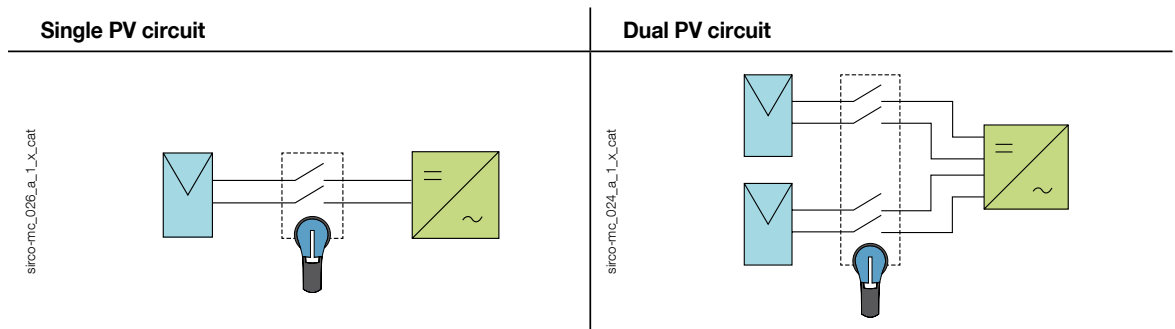 Single PV circuit
Dual PV circuit
sirco-mc_026_a_1_x_cat
sirco-mc_024_a_1_x_cat